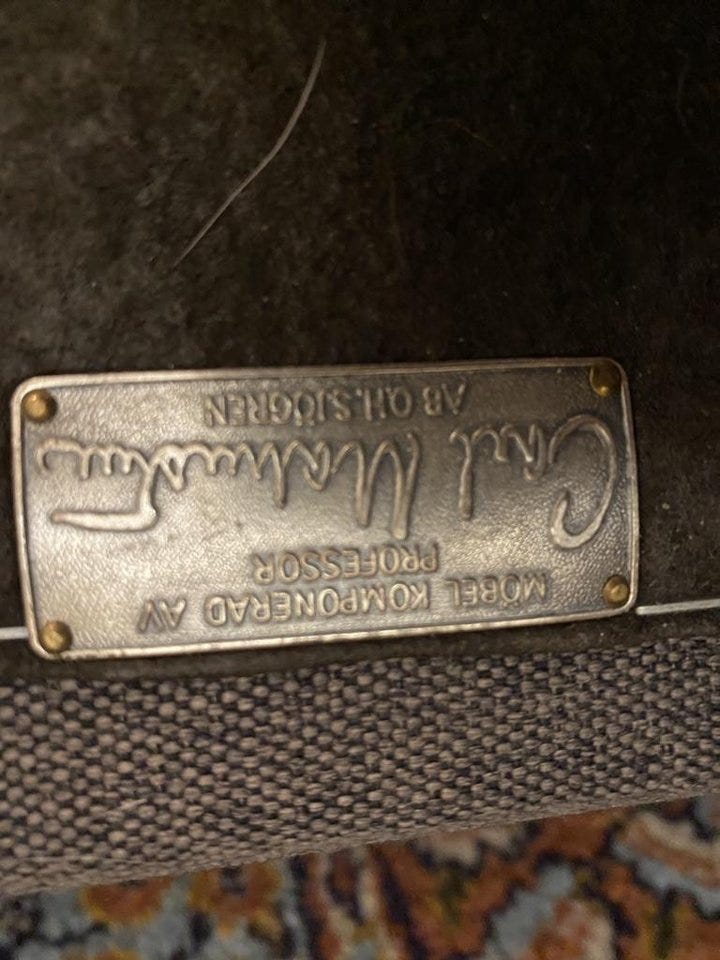 MÖBEL KOMPONERAD AV
PROFESSOR
Carl Malmsten
AB O.H. SJÖGREN